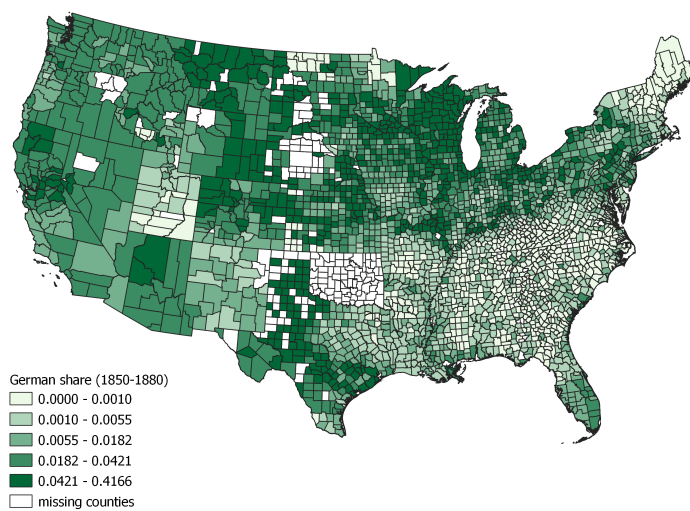 German share (1850-1880)
0.0000 - 0.0010
0.0010 - 0.0055
0.0055 - 0.0182
0.0182 - 0.0421
0.0421 - 0.4166
missing counties